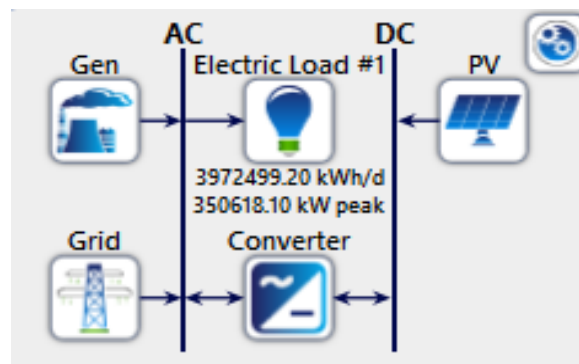 AC DC
Gen Electric Load #1 PV
3972499.20 kWh/d
350618.10 kW peak
Grid Converter